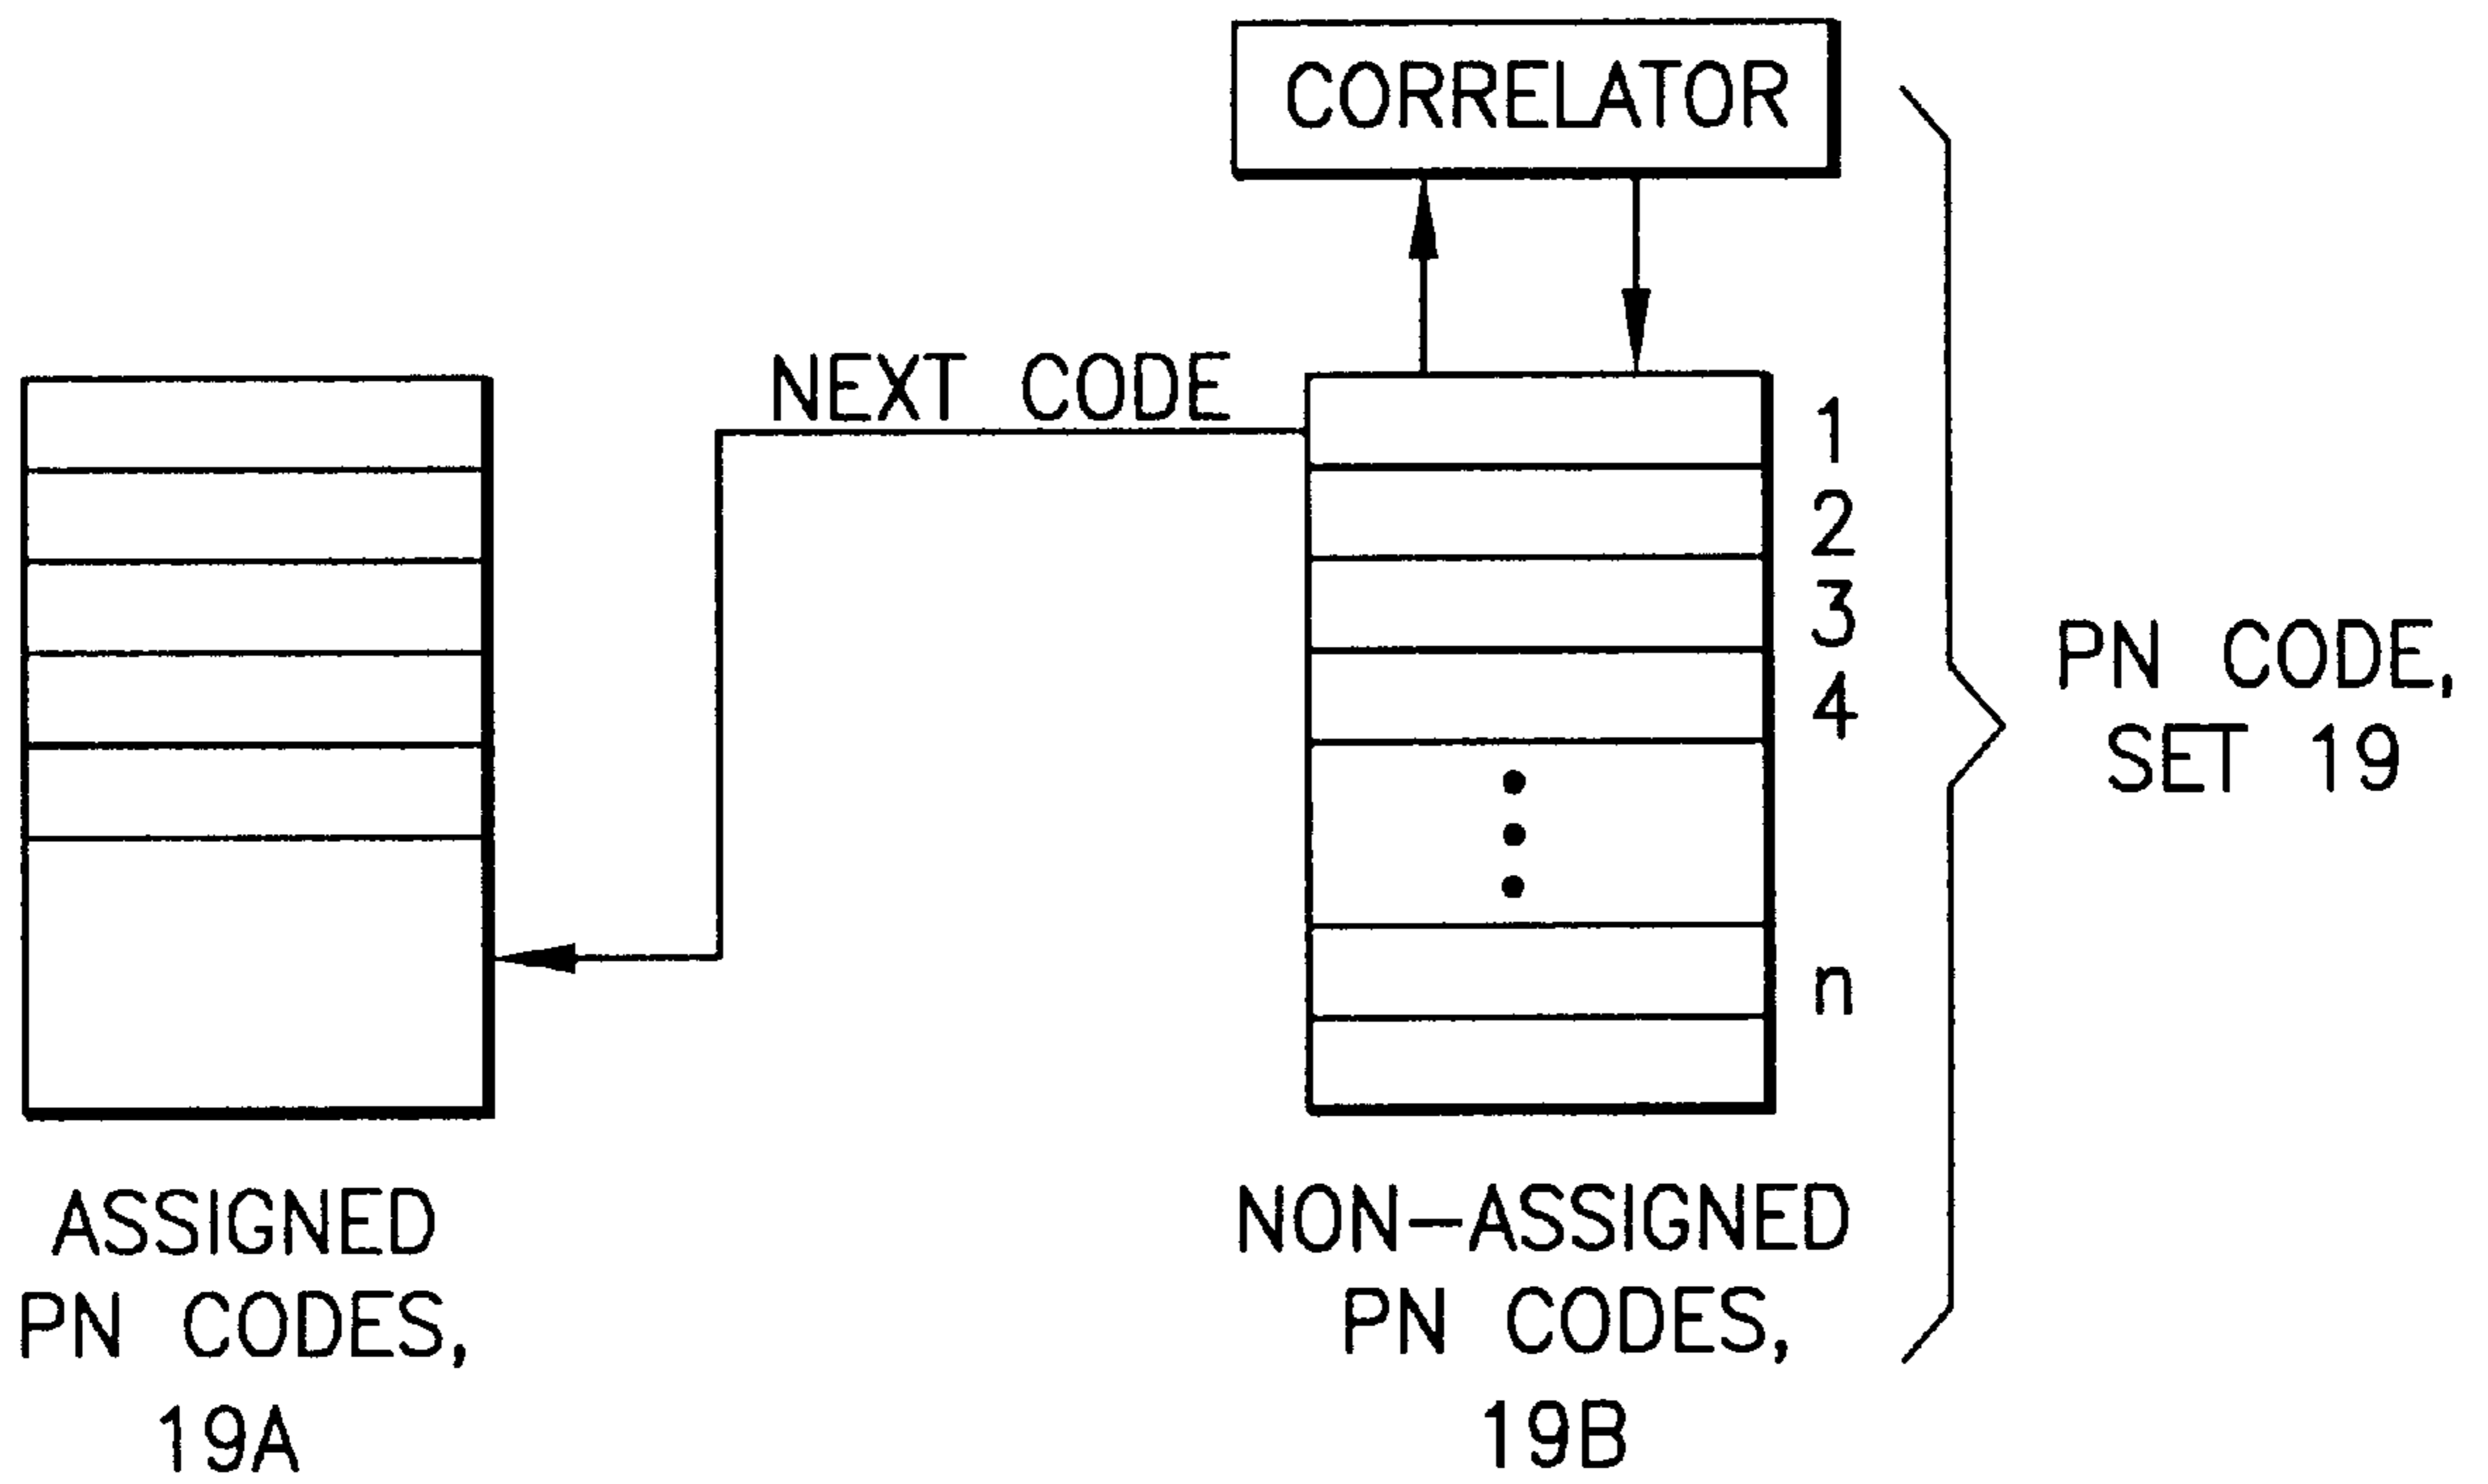 CORRELATOR
NEXT CODE
1
2
3
4
n
PN CODE,
SET 19
ASSIGNED
PN CODES,
19A
NON-ASSIGNED
PN CODES,
19B